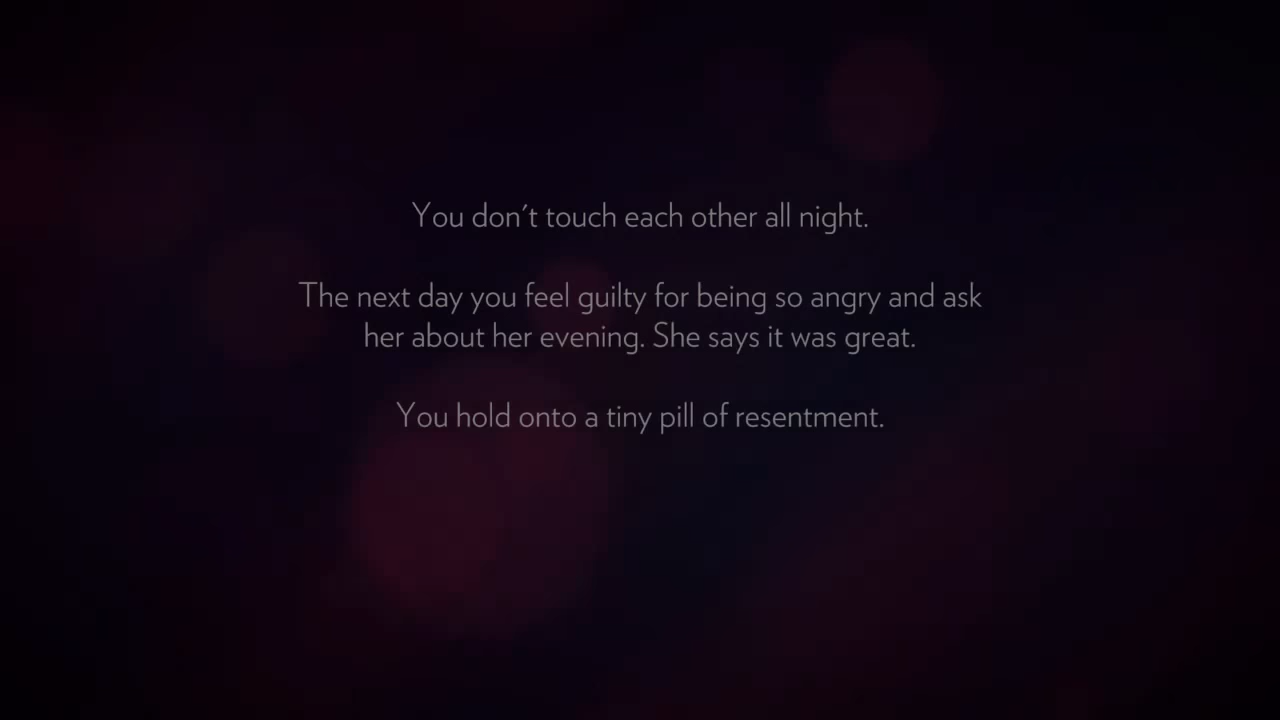 You don't touch each other all night.
The next day you feel guilty for being so angry and ask
her about her evening. She says it was great.
You hold onto a tiny pill of resentment.